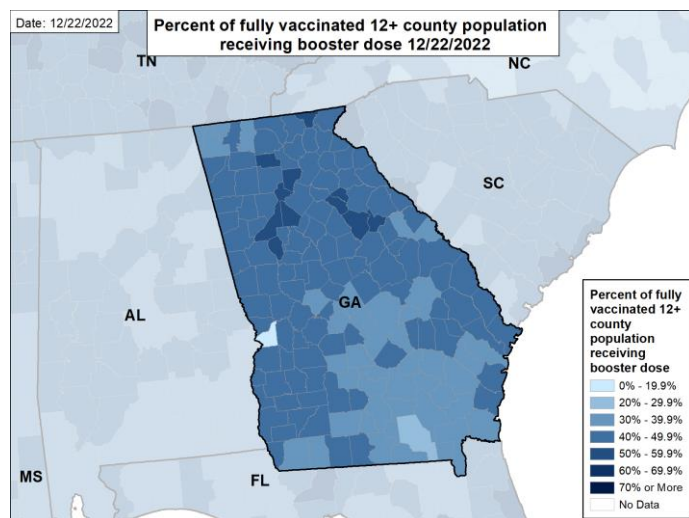 Date: 12/22/2022
Percent of fully vaccinated 12+ county population
receiving booster dose 12/22/2022
TN
NC
SC
AL
GA
MS
FL
Percent of fully
vaccinated 12+
county
population
receiving
booster dose
0% - 19.9%
20% - 29.9%
30% - 39.9%
40% - 49.9%
50% - 59.9%
60% - 69.9%
70% or More
No Data